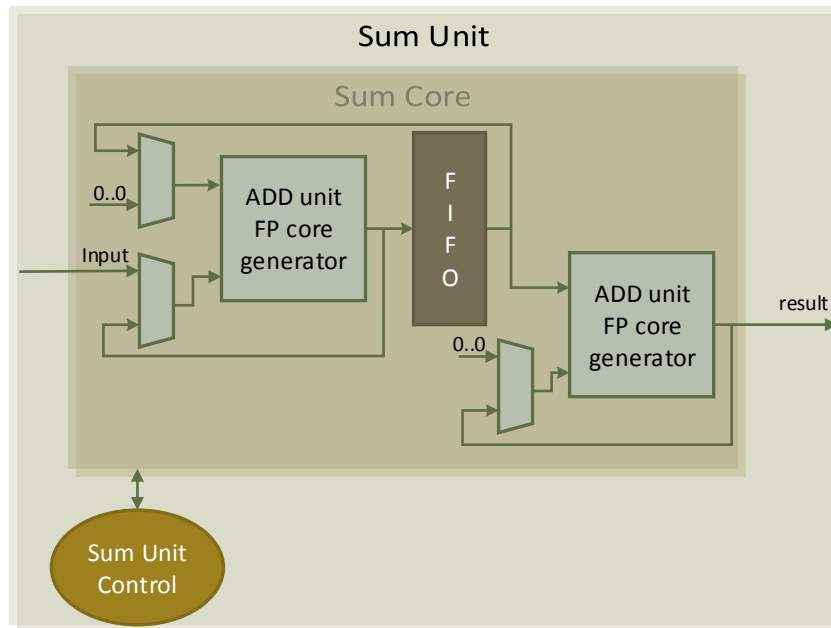 Sum Unit
Sum Core
0..0
Input
ADD unit
FP core
generator
F
I
F
O
0..0
ADD unit
FP core
generator
result
Sum Unit
Control